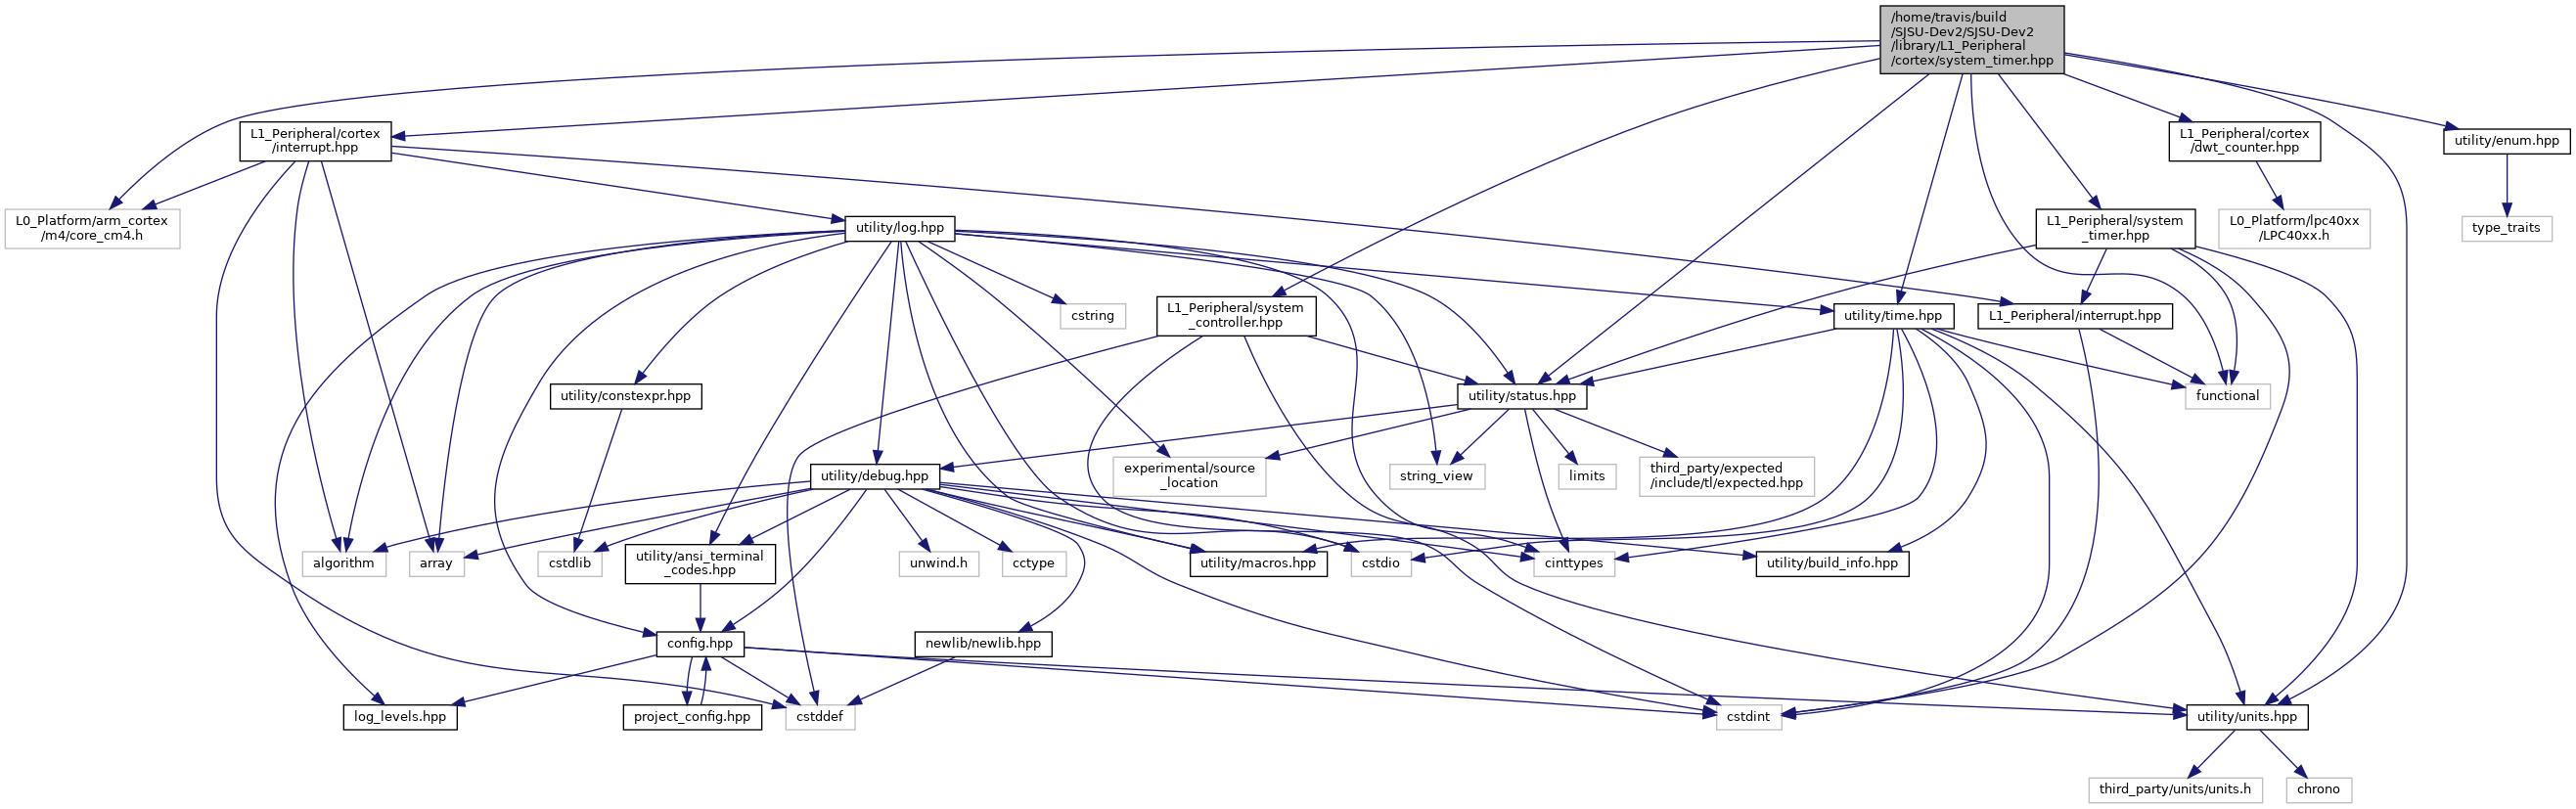 /home/travis/build
/SJSU-Dev2/SJSU-Dev2
/library/L1_Peripheral
/cortex/system_timer.hpp
L1_Peripheral/cortex
/interrupt.hpp
L1_Peripheral/cortex
/dwt_counter.hpp
utility/enum.hpp
L0_Platform/arm_cortex
/m4/core_cm4.h
utility/log.hpp
L1_Peripheral/system
_timer.hpp
L0_Platform/lpc40xx
/LPC40xx.h
type_traits
cstring
L1_Peripheral/system
_controller.hpp
utility/time.hpp
L1_Peripheral/interrupt.hpp
utility/constexpr.hpp
utility/status.hpp
functional
utility/debug.hpp
experimental/source
_location
string_view
limits
third_party/expected
/include/tl/expected.hpp
algorithm
array
cstdlib
utility/ansi_terminal
_codes.hpp
unwind.h
cctype
utility/macros.hpp
cstdio
cinttypes
utility/build_info.hpp
config.hpp
newlib/newlib.hpp
log_levels.hpp
project_config.hpp
cstddef
cstdint
utility/units.hpp
third_party/units/units.h
chrono